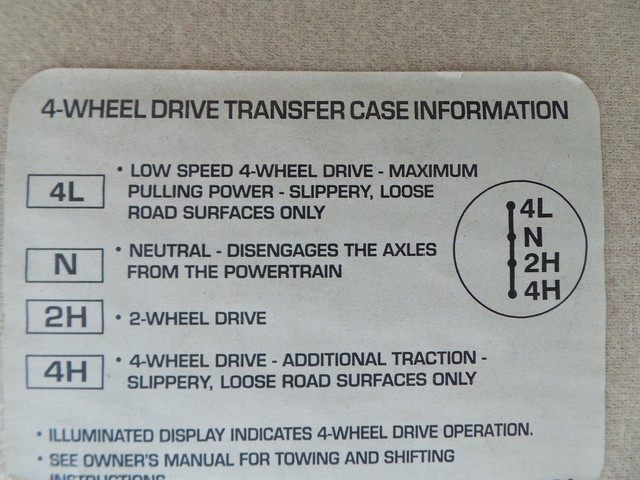 4-WHEEL DRIVE TRANSFER CASE INFORMATION
4L
• LOW SPEED 4-WHEEL DRIVE - MAXIMUM
PULLING POWER - SLIPPERY, LOOSE
ROAD SURFACES ONLY
N
• NEUTRAL - DISENGAGES THE AXLES
FROM THE POWERTRAIN
2H
• 2-WHEEL DRIVE
4H
• 4-WHEEL DRIVE - ADDITIONAL TRACTION -
SLIPPERY, LOOSE ROAD SURFACES ONLY
4L
N
2H
4H
• ILLUMINATED DISPLAY INDICATES 4-WHEEL DRIVE OPERATION.
• SEE OWNER'S MANUAL FOR TOWING AND SHIFTING
INSTRUCTIONS